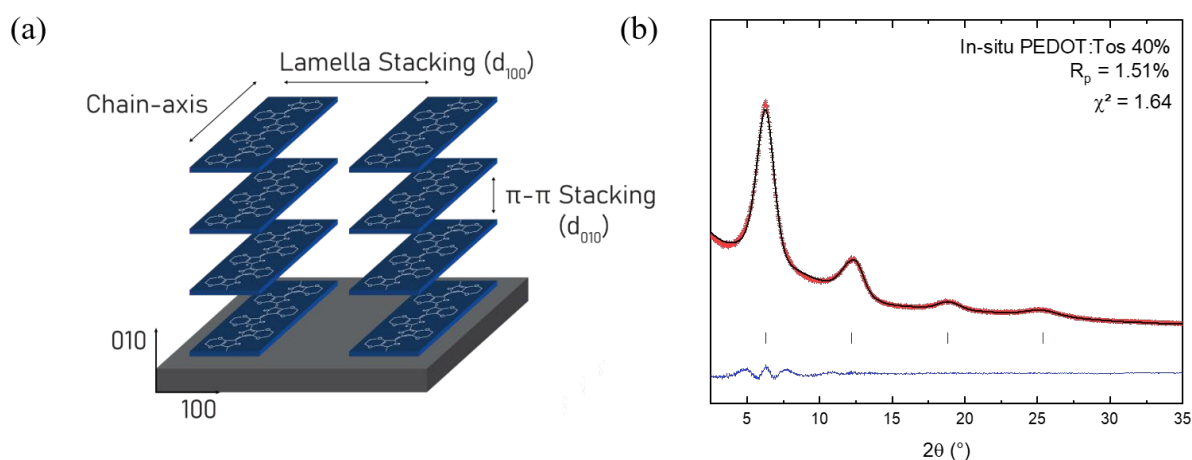 (a)
Lamella Stacking (d₁₀₀)
Chain-axis
π-π Stacking
(d₀₁₀)
010
100
(b)
In-situ PEDOT:Tos 40%
Rₚ = 1.51%
χ² = 1.64
5 10 15 20 25 30 35
2θ (°)